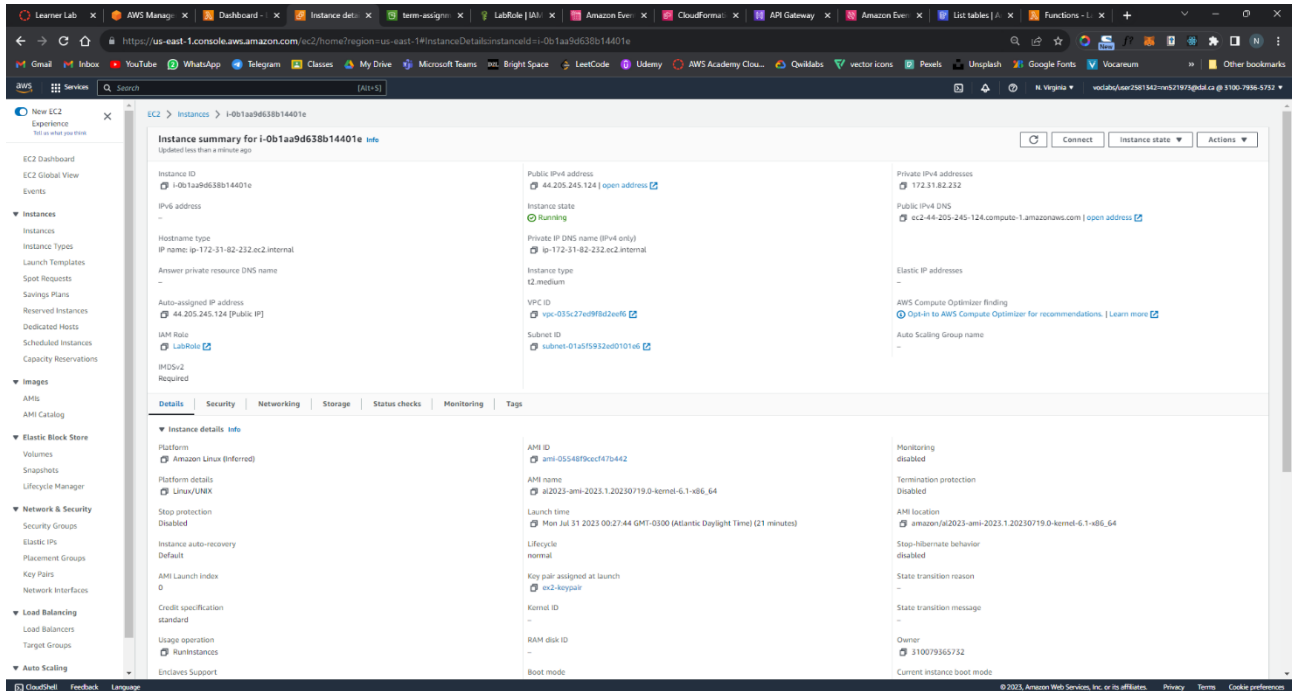 Learner Lab
AWS Manage
Dashboard -
Instance deta
term-assignm
LabRole | IAM
Amazon Even
CloudFormati
API Gateway
Amazon Even
List tables | A
Functions - L
https://us-east-1.console.aws.amazon.com/ec2/home?region=us-east-1#InstanceDetails:instanceId=i-0b1aa9d638b14401e
Gmail Inbox YouTube WhatsApp Telegram Classes My Drive Microsoft Teams Bright Space LeetCode Udemy AWS Academy Clou... Qwiklabs vector icons Pexels Unsplash Google Fonts Vocareum Other bookmarks
aws Services Search [Alt+S] N. Virginia voclabs/user2581342=nn521973@dal.ca @ 3100-7936-5732
New EC2
Experience
Tell us what you think
EC2 Dashboard
EC2 Global View
Events
Instances
Instances
Instance Types
Launch Templates
Spot Requests
Savings Plans
Reserved Instances
Dedicated Hosts
Scheduled Instances
Capacity Reservations
Images
AMIs
AMI Catalog
Elastic Block Store
Volumes
Snapshots
Lifecycle Manager
Network & Security
Security Groups
Elastic IPs
Placement Groups
Key Pairs
Network Interfaces
Load Balancing
Load Balancers
Target Groups
Auto Scaling
EC2 > Instances > i-0b1aa9d638b14401e
Instance summary for i-0b1aa9d638b14401e Info
Updated less than a minute ago
Connect Instance state Actions
Instance ID
i-0b1aa9d638b14401e
Public IPv4 address
44.205.245.124 | open address
Private IPv4 addresses
172.31.82.232
IPv6 address
–
Instance state
Running
Public IPv4 DNS
ec2-44-205-245-124.compute-1.amazonaws.com | open address
Hostname type
IP name: ip-172-31-82-232.ec2.internal
Private IP DNS name (IPv4 only)
ip-172-31-82-232.ec2.internal
Answer private resource DNS name
–
Instance type
t2.medium
Elastic IP addresses
–
Auto-assigned IP address
44.205.245.124 [Public IP]
VPC ID
vpc-035c27ed9f8d2eef6
AWS Compute Optimizer finding
Opt-in to AWS Compute Optimizer for recommendations. | Learn more
IAM Role
LabRole
Subnet ID
subnet-01a5f5932ed0101e6
Auto Scaling Group name
–
IMDSv2
Required
Details Security Networking Storage Status checks Monitoring Tags
Instance details Info
Platform
Amazon Linux (Inferred)
AMI ID
ami-05548f9cecf47b442
Monitoring
disabled
Platform details
Linux/UNIX
AMI name
al2023-ami-2023.1.20230719.0-kernel-6.1-x86_64
Termination protection
Disabled
Stop protection
Disabled
Launch time
Mon Jul 31 2023 00:27:44 GMT-0300 (Atlantic Daylight Time) (21 minutes)
AMI location
amazon/al2023-ami-2023.1.20230719.0-kernel-6.1-x86_64
Instance auto-recovery
Default
Lifecycle
normal
Stop-hibernate behavior
disabled
AMI Launch index
0
Key pair assigned at launch
ex2-keypair
State transition reason
–
Credit specification
standard
Kernel ID
–
State transition message
–
Usage operation
RunInstances
RAM disk ID
–
Owner
310079365732
Enclaves Support
Boot mode
Current instance boot mode
CloudShell Feedback Language
© 2023, Amazon Web Services, Inc. or its affiliates. Privacy Terms Cookie preferences